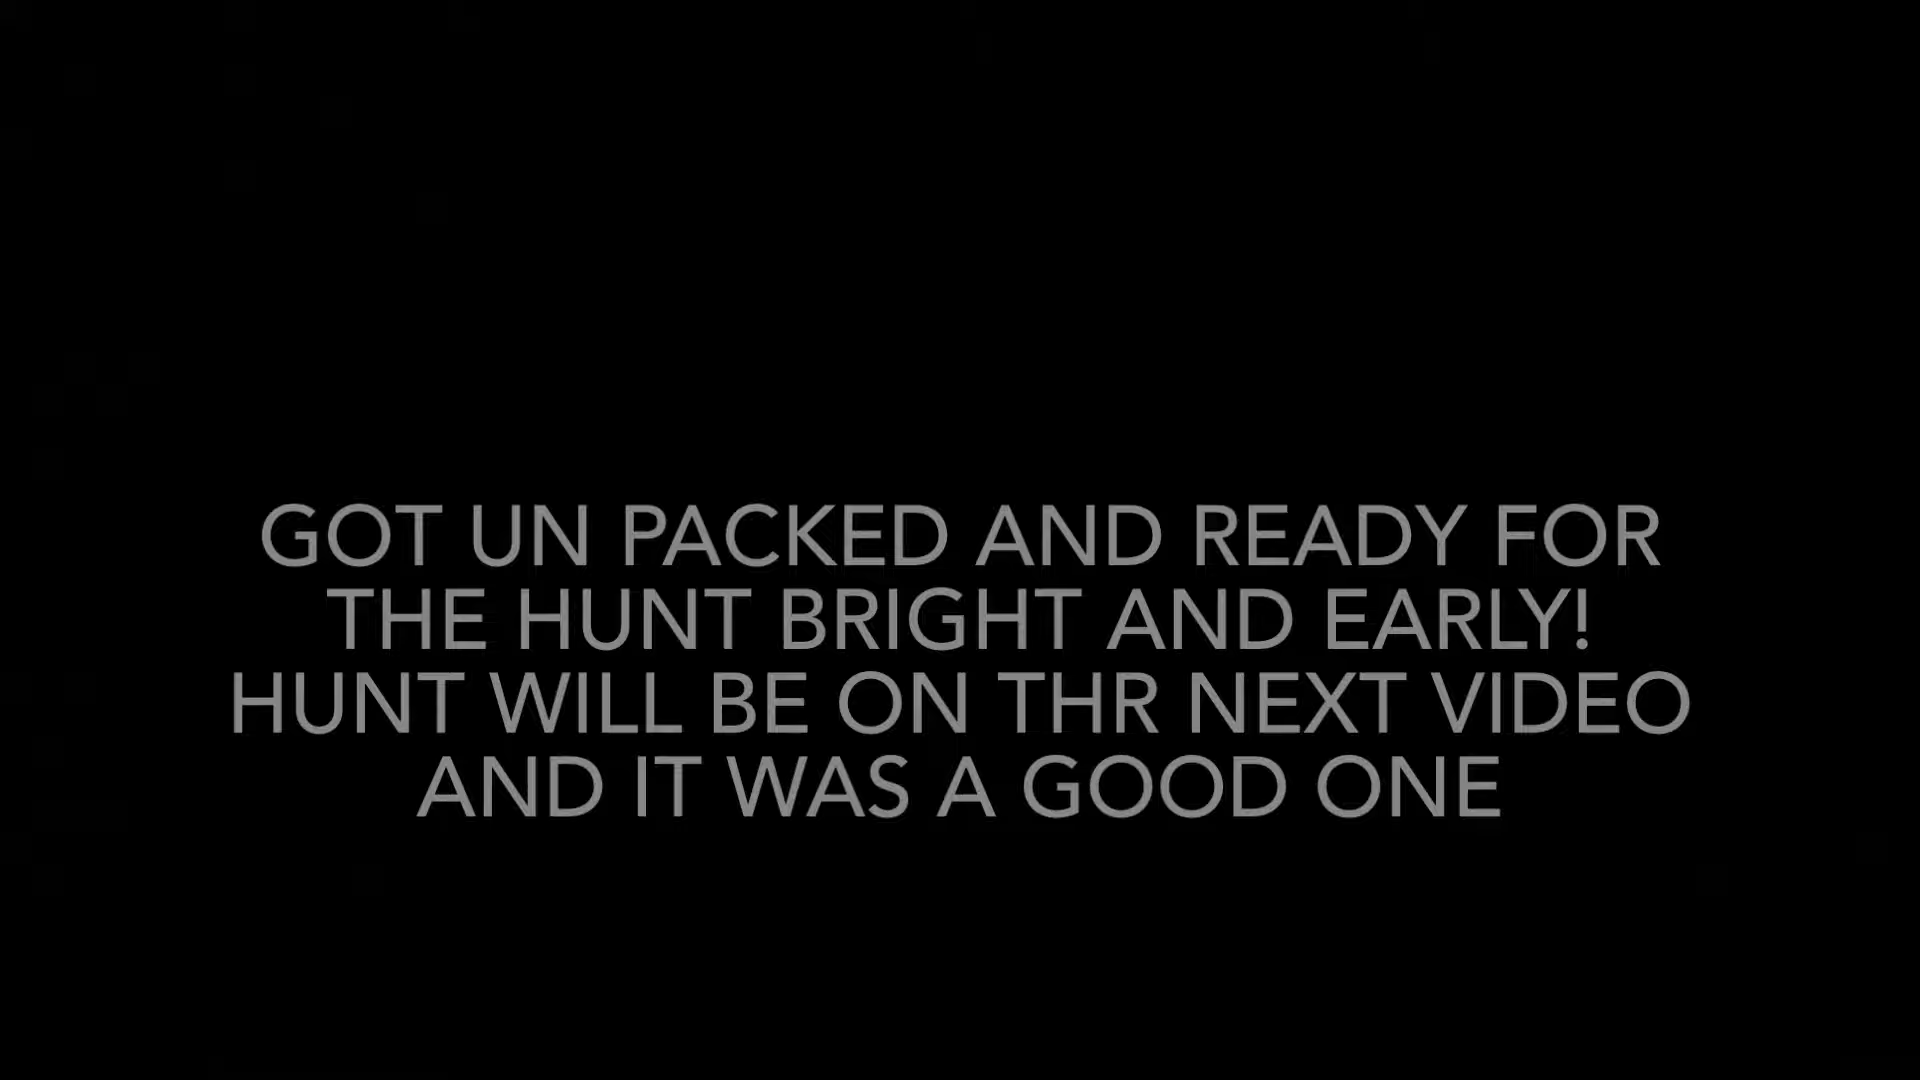 GOT UN PACKED AND READY FOR
THE HUNT BRIGHT AND EARLY!
HUNT WILL BE ON THR NEXT VIDEO
AND IT WAS A GOOD ONE